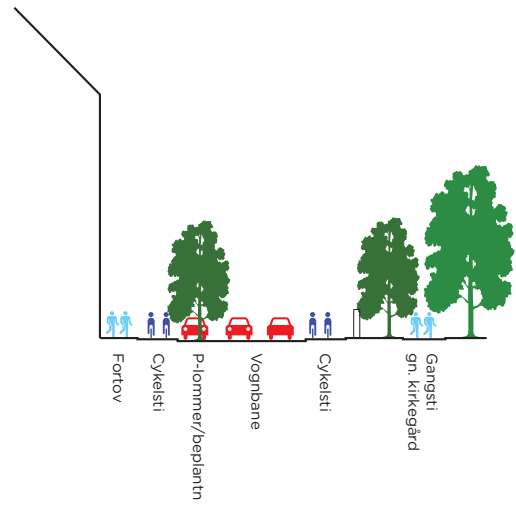 Fortov
Cykelsti
P-lommer/beplantn
Vognbane
Cykelsti
Gangsti
gn. kirkegård